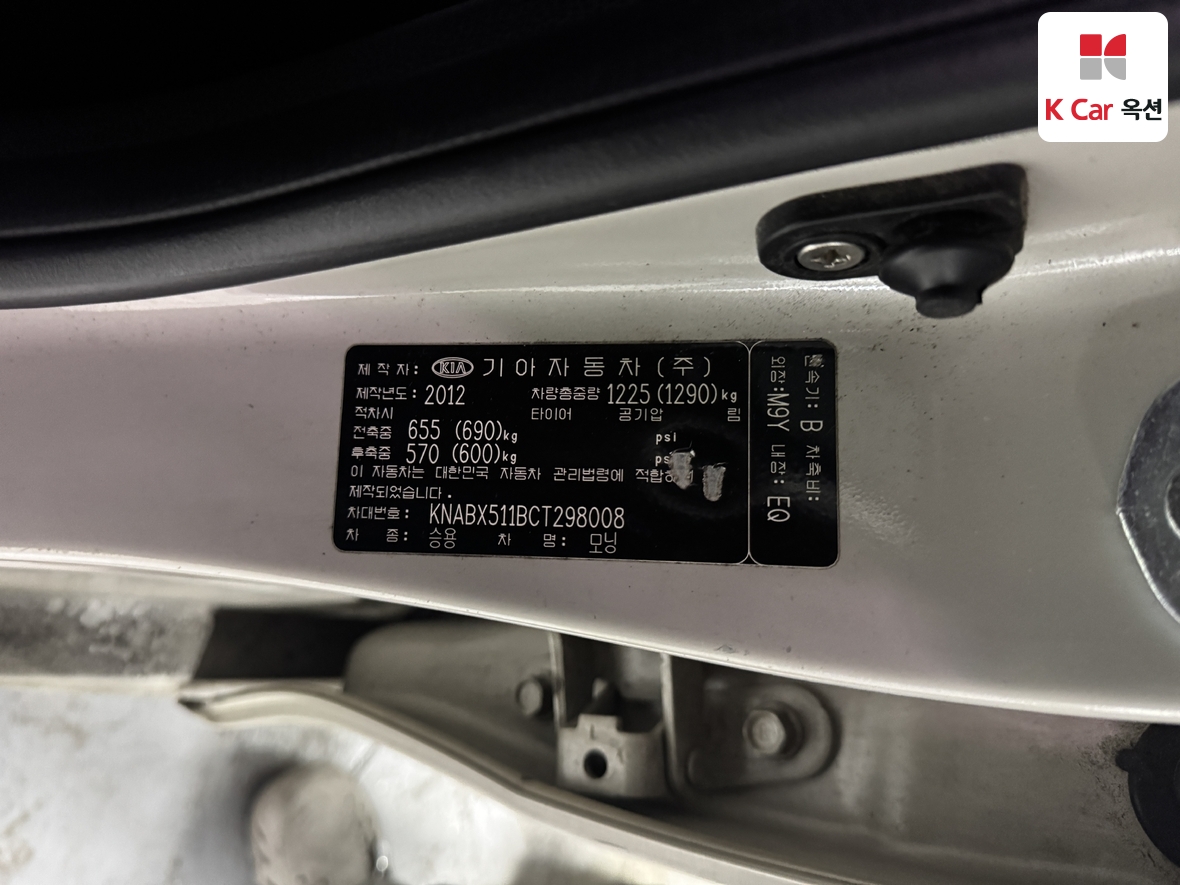 K Car 옥션
제 작 자: KIA 기아자동차(주)
제작년도: 2012 차량총중량 1225 (1290)kg
적차시 타이어 공기압 림
전축중 655 (690)kg psi
후축중 570 (600)kg
이 자동차는 대한민국 자동차 관리법령에
제작되었습니다.
차대번호: KNABX511BCT298008
차 종: 승용 차 명: 모닝
변속기: B 차축비:
외장:M9Y 내장: EQ